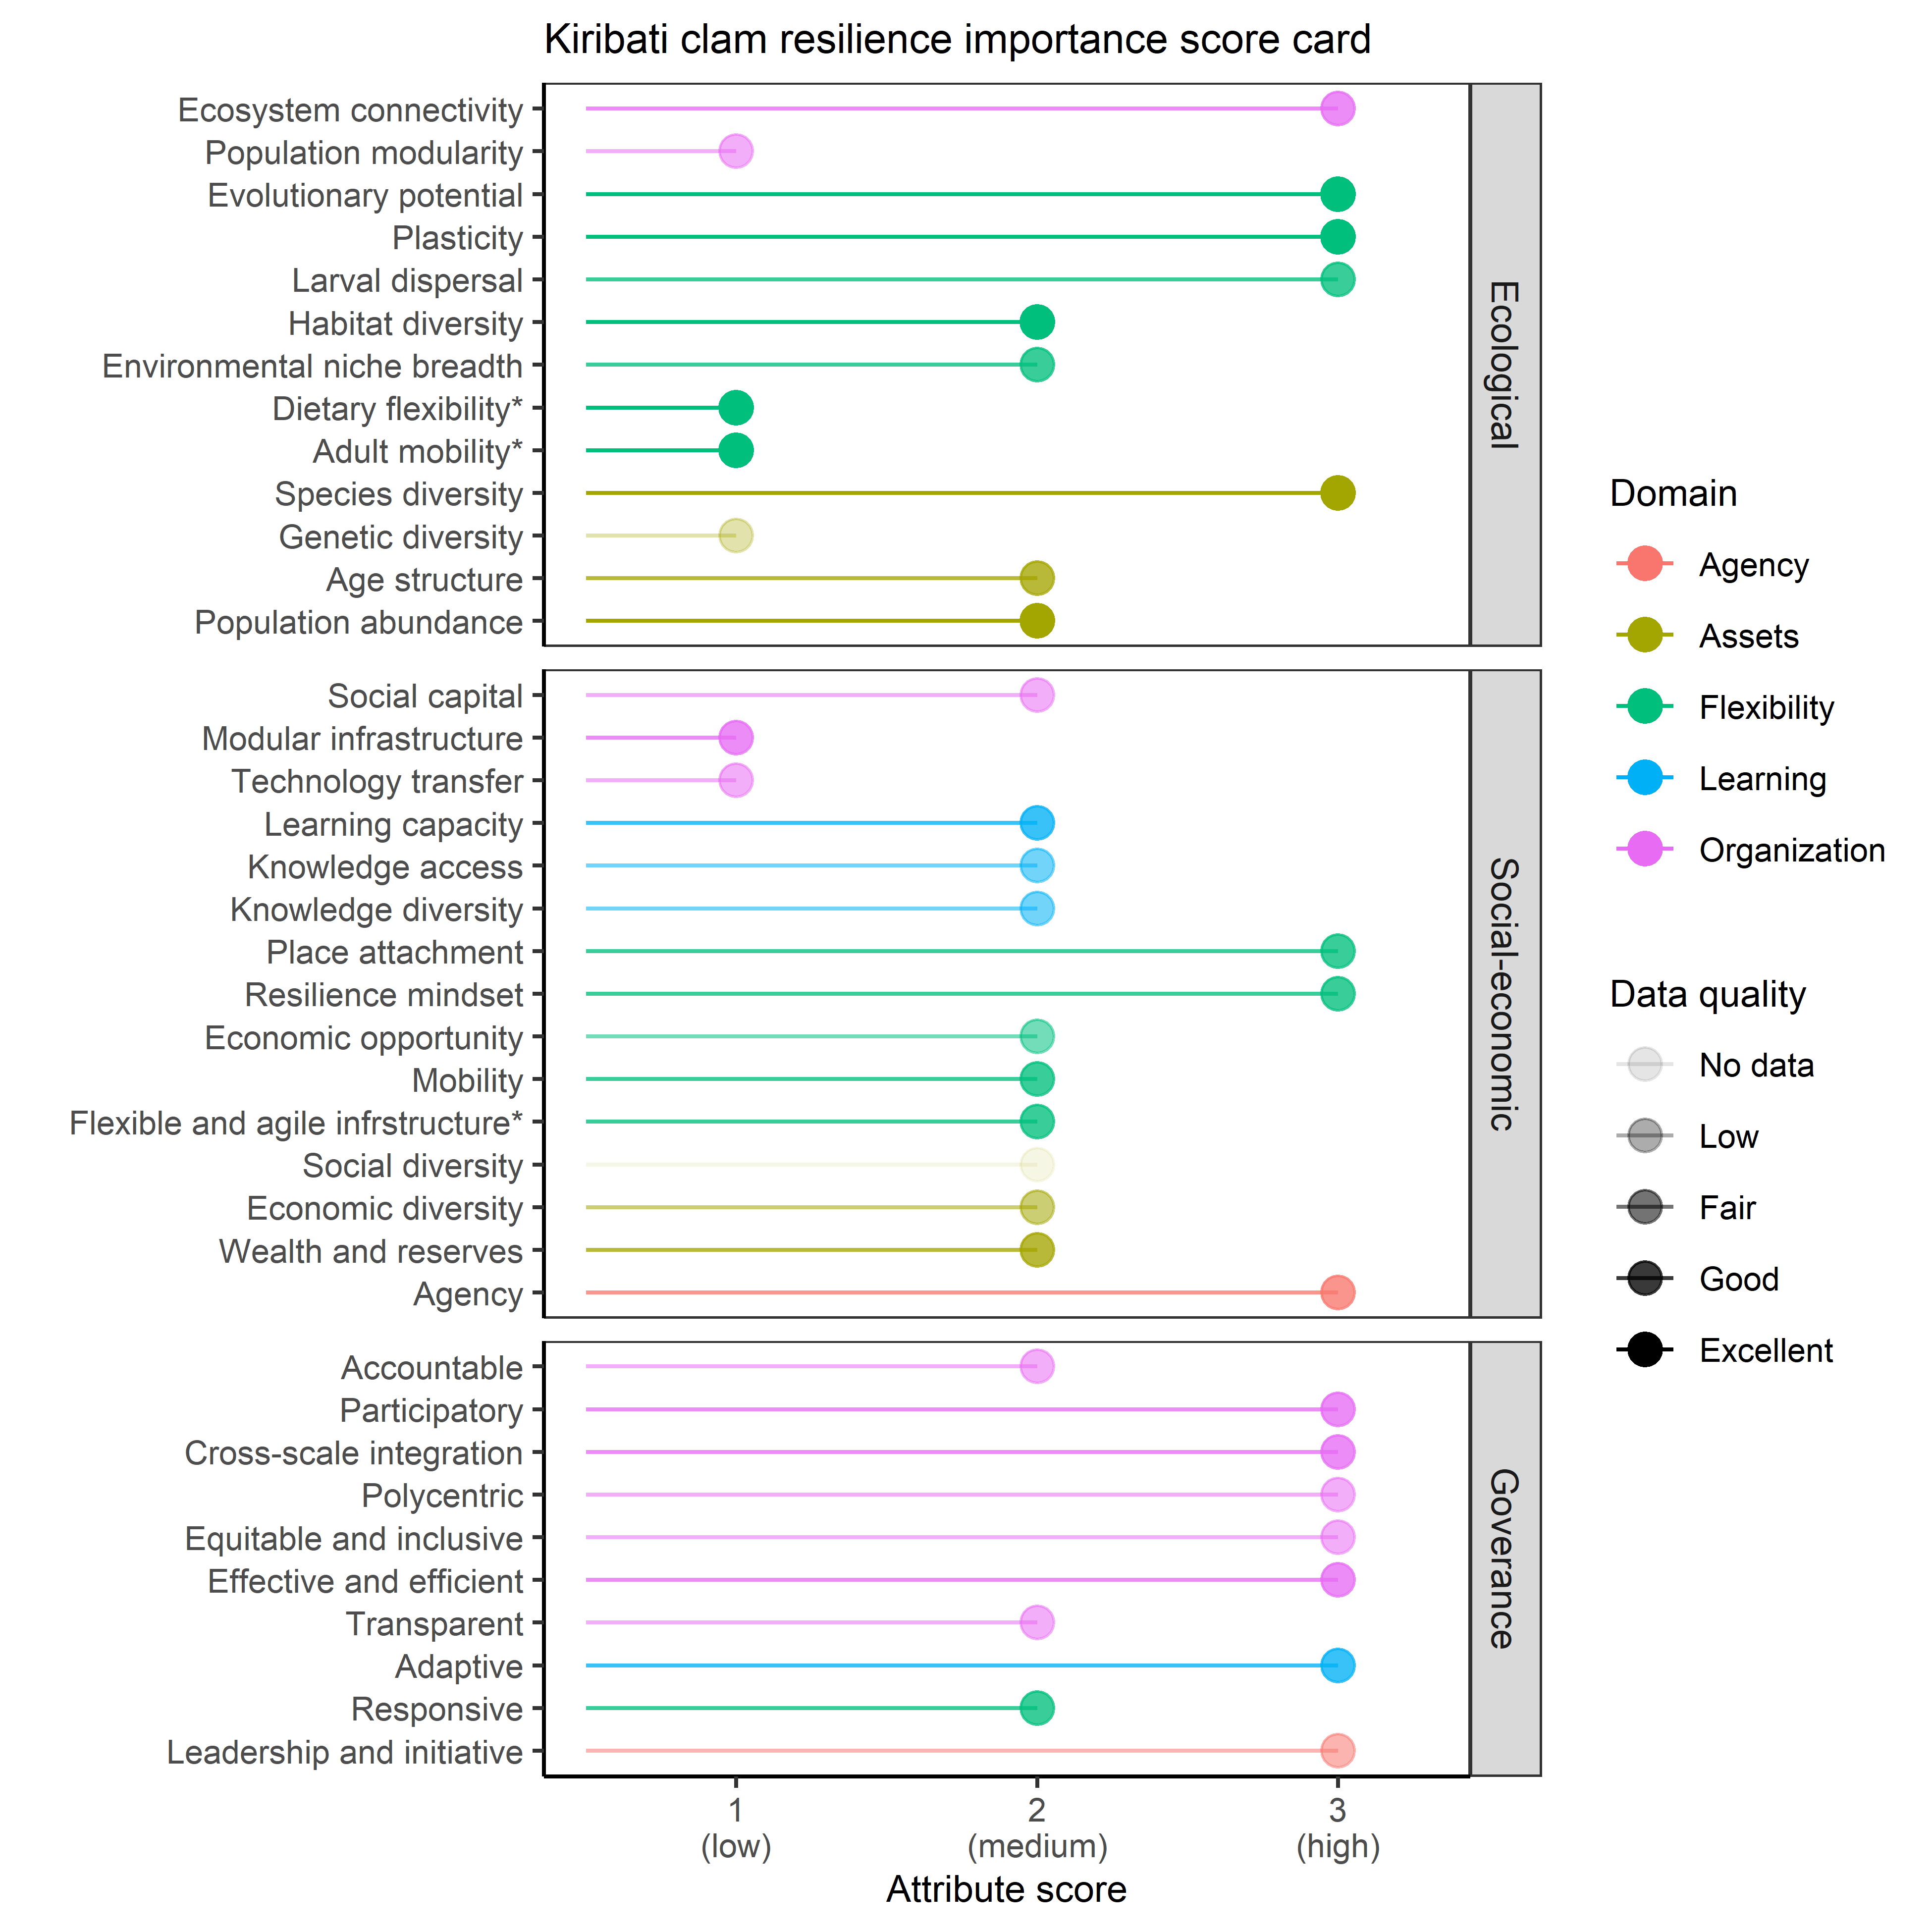 Kiribati clam resilience importance score card
Ecosystem connectivity
Population modularity
Evolutionary potential
Plasticity
Larval dispersal
Habitat diversity
Environmental niche breadth
Dietary flexibility*
Adult mobility*
Species diversity
Genetic diversity
Age structure
Population abundance
Ecological
Social capital
Modular infrastructure
Technology transfer
Learning capacity
Knowledge access
Knowledge diversity
Place attachment
Resilience mindset
Economic opportunity
Mobility
Flexible and agile infrstructure*
Social diversity
Economic diversity
Wealth and reserves
Agency
Social-economic
Accountable
Participatory
Cross-scale integration
Polycentric
Equitable and inclusive
Effective and efficient
Transparent
Adaptive
Responsive
Leadership and initiative
Goverance
1
(low)
2
(medium)
3
(high)
Attribute score
Domain
Agency
Assets
Flexibility
Learning
Organization
Data quality
No data
Low
Fair
Good
Excellent